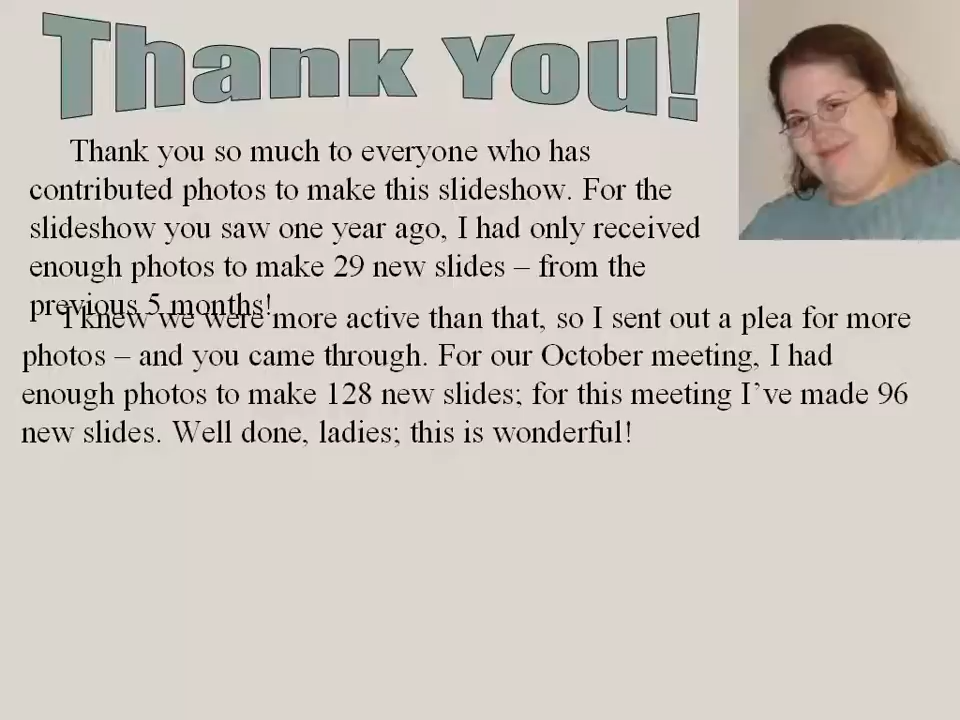 Thank You!
Thank you so much to everyone who has
contributed photos to make this slideshow. For the
slideshow you saw one year ago, I had only received
enough photos to make 29 new slides – from the
previous 5 months!
I knew we were more active than that, so I sent out a plea for more
photos – and you came through. For our October meeting, I had
enough photos to make 128 new slides; for this meeting I’ve made 96
new slides. Well done, ladies; this is wonderful!